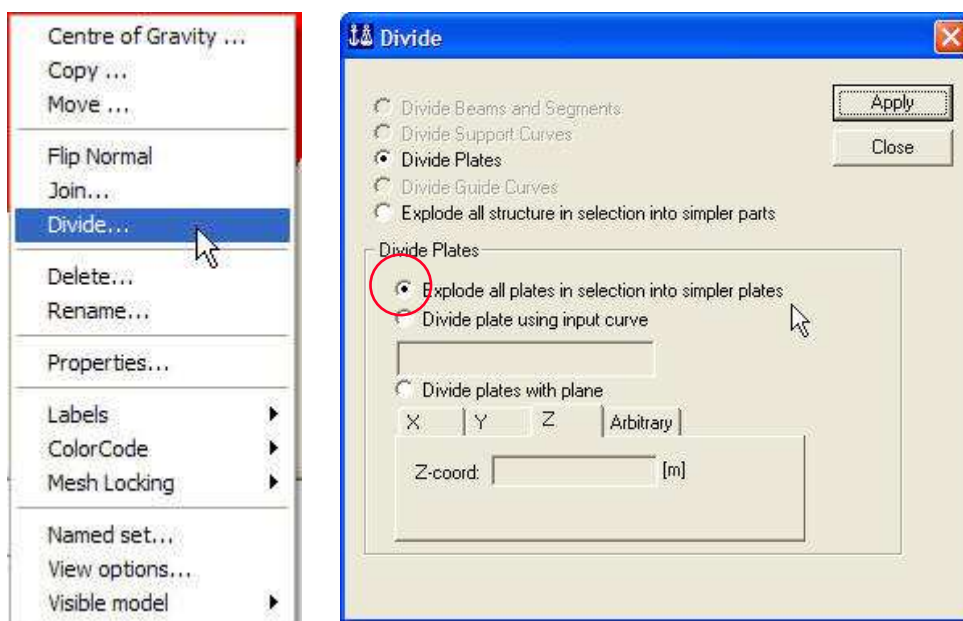 Centre of Gravity ...
Copy ...
Move ...
Flip Normal
Join...
Divide...
Delete...
Rename...
Properties...
Labels
ColorCode
Mesh Locking
Named set...
View options...
Visible model
Divide
Divide Beams and Segments
Divide Support Curves
Divide Plates
Divide Guide Curves
Explode all structure in selection into simpler parts
Apply
Close
Divide Plates
Explode all plates in selection into simpler plates
Divide plate using input curve
Divide plates with plane
X Y Z Arbitrary
Z-coord: [m]